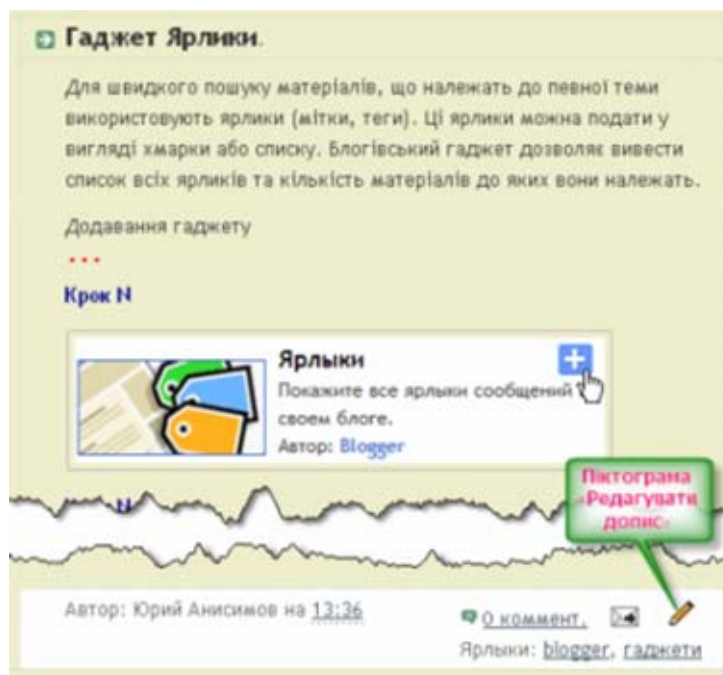 Гаджет Ярлики.
Для швидкого пошуку матеріалів, що належать до певної теми
використовують ярлики (мітки, теги). Ці ярлики можна подати у
вигляді хмарки або списку. Блогівський гаджет дозволяє вивести
список всіх ярликів та кількість матеріалів до яких вони належать.
Додавання гаджету
...
Крок N
Ярлыки
Покажите все ярлыки сообщений
своем блоге.
Автор: Blogger
Піктограма
«Редагувати
допис»
N
Автор: Юрий Анисимов на 13:36
0 коммент.
Ярлыки: blogger, гаджети